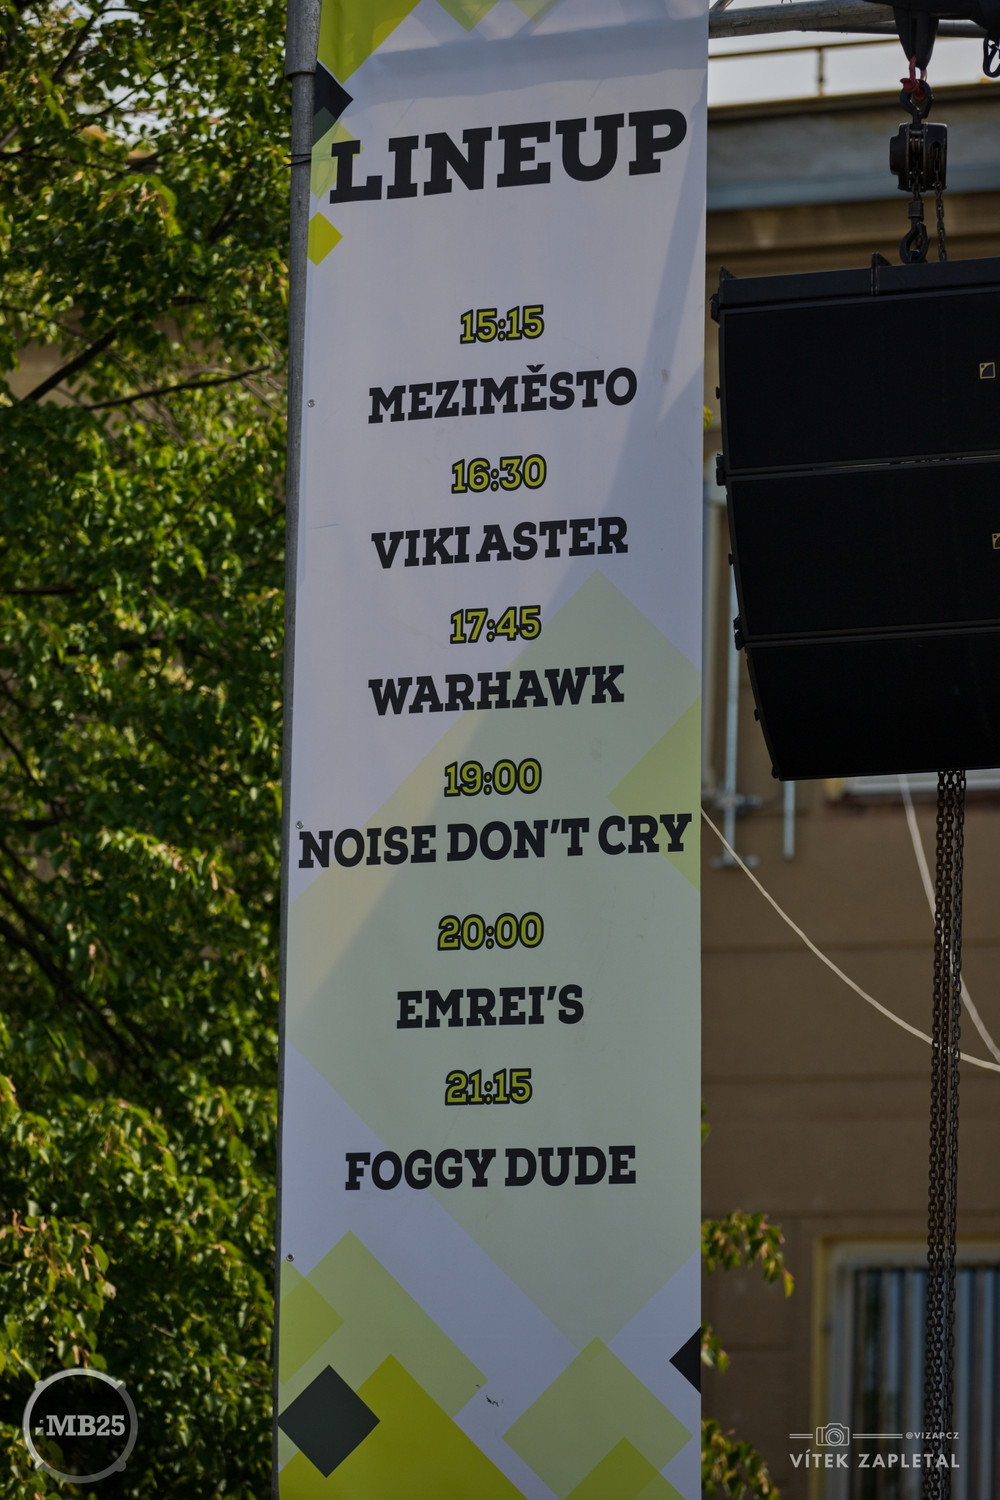 LINEUP
15:15
MEZIMĚSTO
16:30
VIKI ASTER
17:45
WARHAWK
19:00
NOISE DON'T CRY
20:00
EMREI'S
21:15
FOGGY DUDE
MB25
@VIZAPCZ
VÍTEK ZAPLETAL